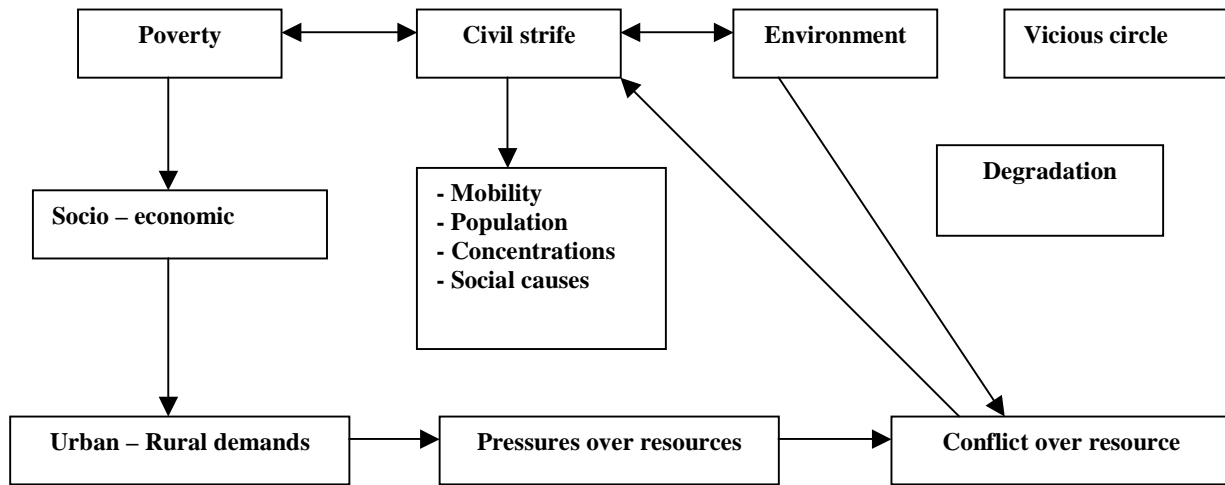 Poverty
Civil strife
Environment
Vicious circle
Degradation
- Mobility
- Population
- Concentrations
- Social causes
Socio – economic
Urban – Rural demands
Pressures over resources
Conflict over resource